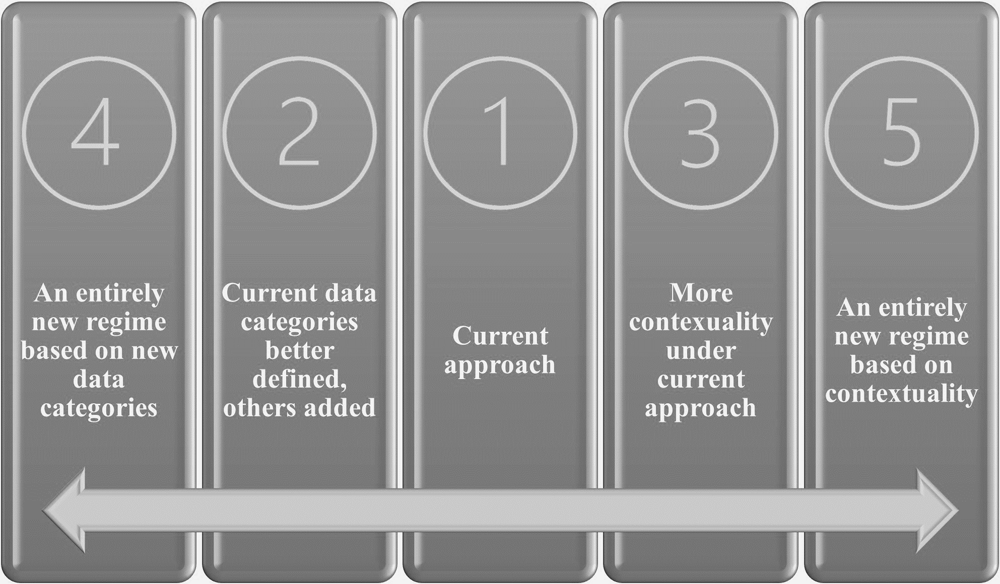 4
An entirely
new regime
based on new
data
categories
2
Current data
categories
better
defined,
others added
1
Current
approach
3
More
contexuality
under
current
approach
5
An entirely
new regime
based on
contextuality